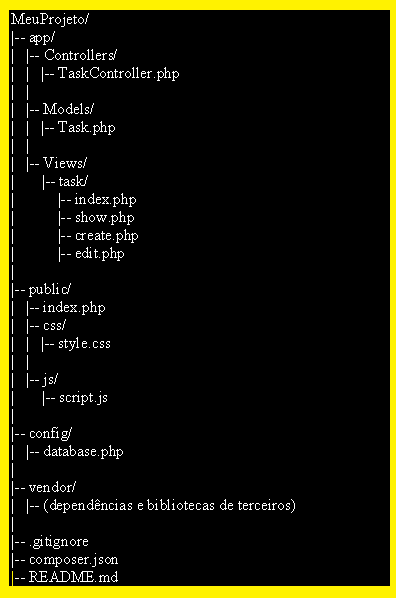 MeuProjeto/
|-- app/
|   |-- Controllers/
|   |   |-- TaskController.php
|   |
|   |-- Models/
|   |   |-- Task.php
|   |
|   |-- Views/
|       |-- task/
|           |-- index.php
|           |-- show.php
|           |-- create.php
|           |-- edit.php
|
|-- public/
|   |-- index.php
|   |-- css/
|   |   |-- style.css
|   |
|   |-- js/
|       |-- script.js
|
|-- config/
|   |-- database.php
|
|-- vendor/
|   |-- (dependências e bibliotecas de terceiros)
|
|-- .gitignore
|-- composer.json
|-- README.md